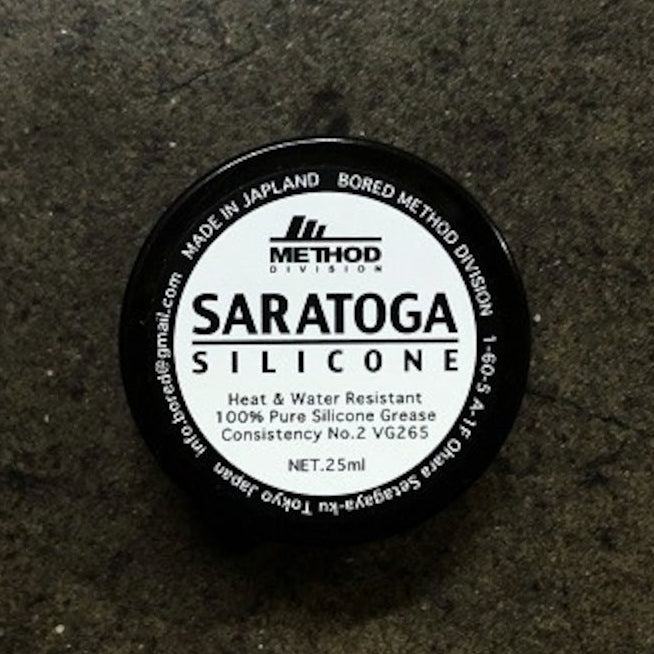 METHOD
DIVISION
SARATOGA
SILICONE
Heat & Water Resistant
100% Pure Silicone Grease
Consistency No.2 VG265
NET.25ml
MADE IN JAPLAND BORED METHOD DIVISION 1-60-5 A-1F Ohara Setagaya-ku Tokyo Japan info.bored@gmail.com